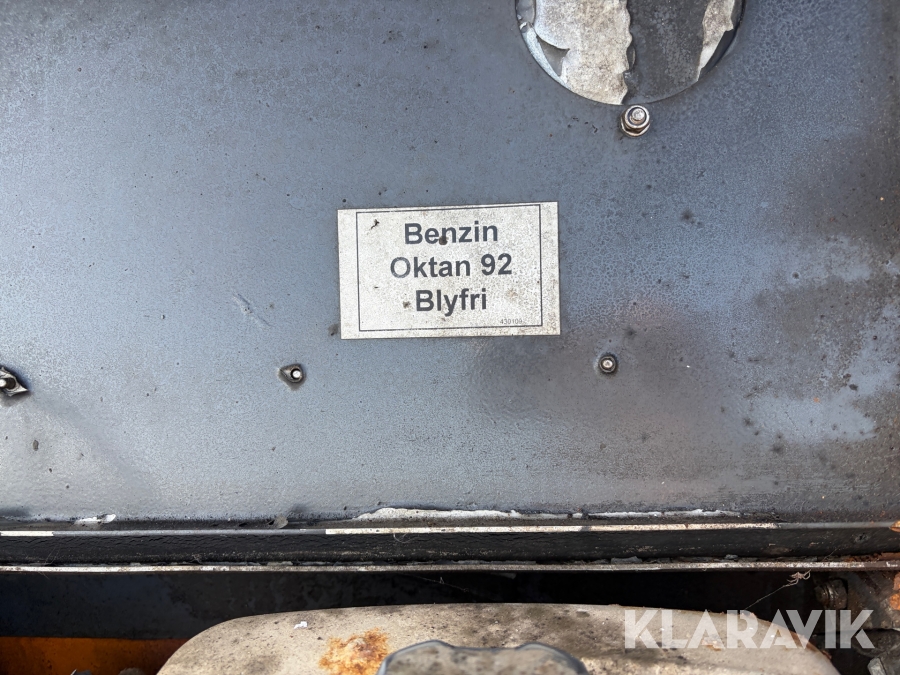 Benzin
Oktan 92
Blyfri
KLARAVIK